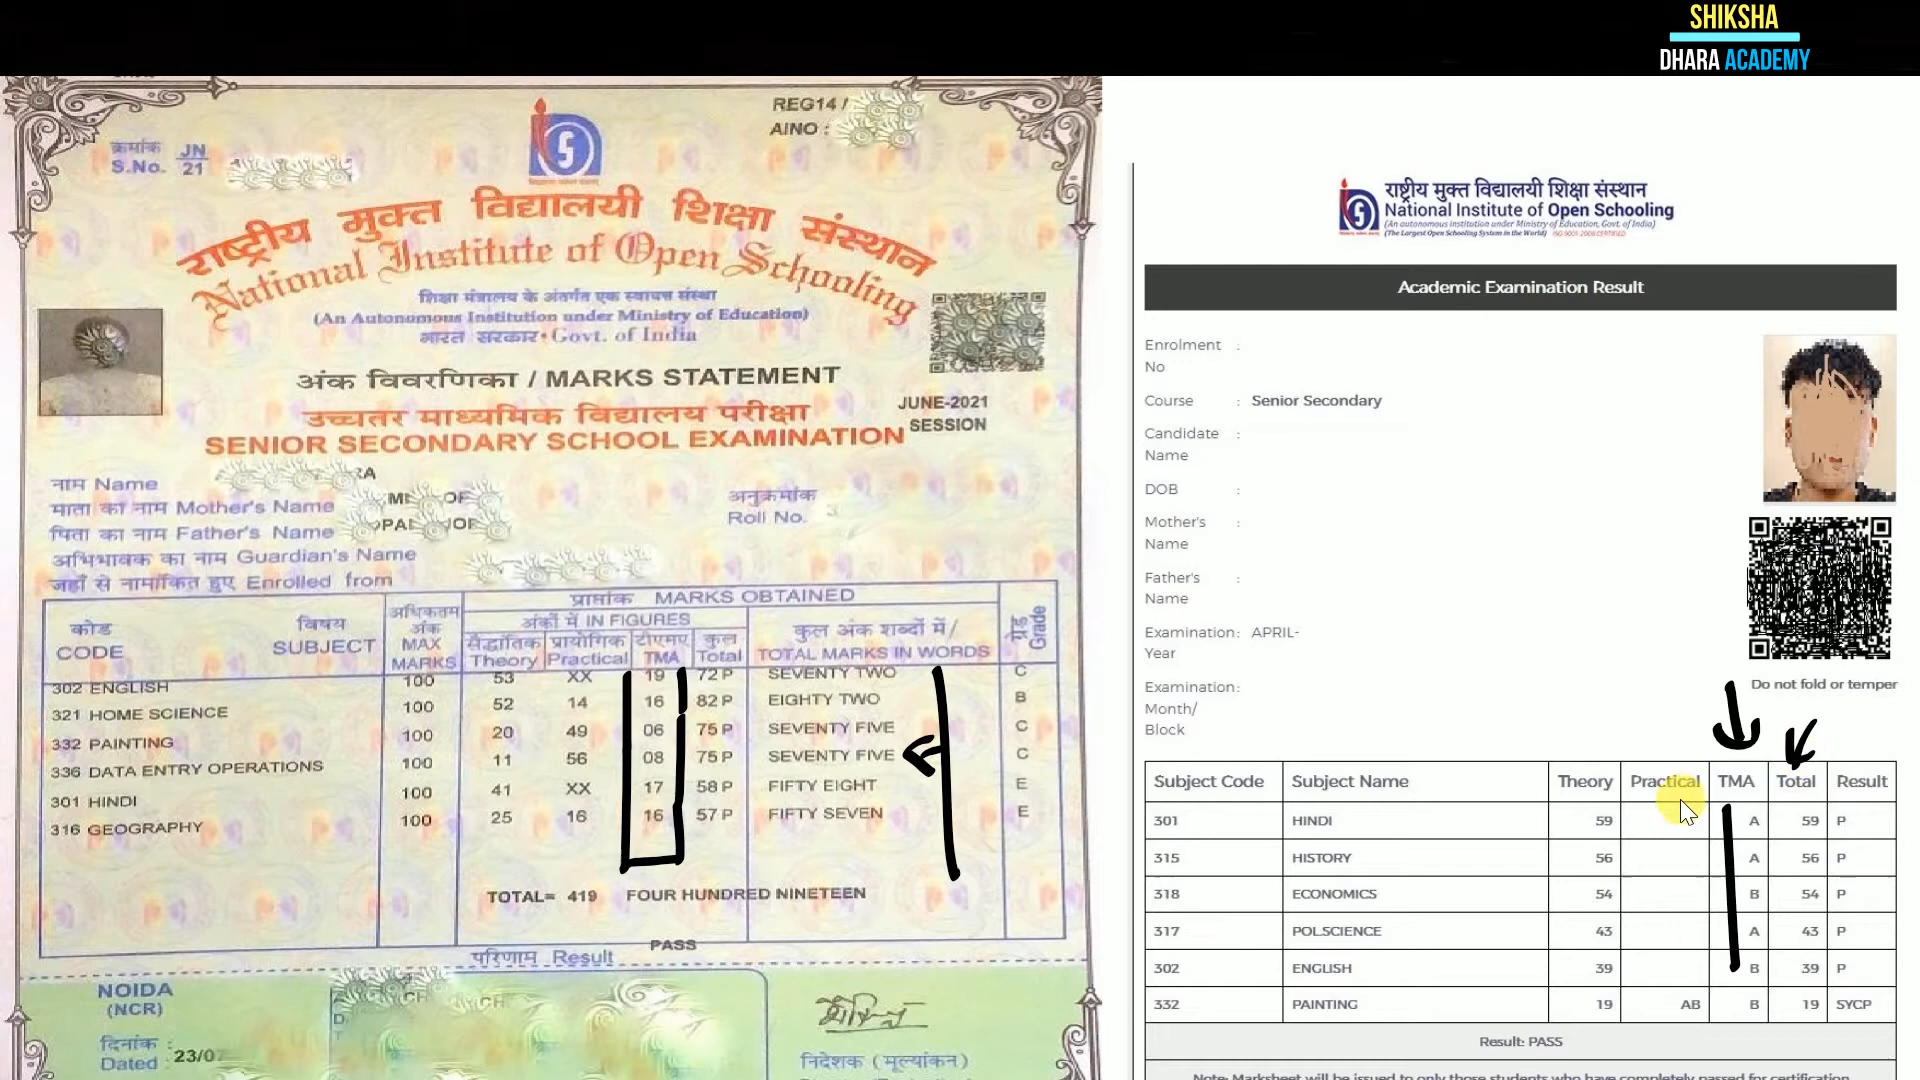 SHIKSHA
DHARA ACADEMY
REG14 /
AINO :
क्रमांक JN
S.No. 21
राष्ट्रीय मुक्त विद्यालयी शिक्षा संस्थान
National Institute of Open Schooling
शिक्षा मंत्रालय के अंतर्गत एक स्वायत्त संस्था
(An Autonomous Institution under Ministry of Education)
भारत सरकार Govt. of India
अंक विवरणिका / MARKS STATEMENT
उच्चतर माध्यमिक विद्यालय परीक्षा
JUNE-2021
SENIOR SECONDARY SCHOOL EXAMINATION
SESSION
नाम Name
माता का नाम Mother's Name
अनुक्रमांक
पिता का नाम Father's Name
Roll No.
अभिभावक का नाम Guardian's Name
जहाँ से नामांकित हुए Enrolled from
प्राप्तांक MARKS OBTAINED
कोड विषय अधिकतम अंकों में IN FIGURES कुल अंक शब्दों में/ ग्रेड
अंक
CODE SUBJECT MAX सैद्धांतिक प्रायोगिक टीएमए कुल Grade
MARKS Theory Practical TMA Total TOTAL MARKS IN WORDS
302 ENGLISH 100 53 XX 19 72 P SEVENTY TWO C
321 HOME SCIENCE 100 52 14 16 82 P EIGHTY TWO B
332 PAINTING 100 20 49 06 75 P SEVENTY FIVE C
336 DATA ENTRY OPERATIONS 100 11 56 08 75 P SEVENTY FIVE C
301 HINDI 100 41 XX 17 58 P FIFTY EIGHT E
316 GEOGRAPHY 100 25 16 16 57 P FIFTY SEVEN E
TOTAL= 419 FOUR HUNDRED NINETEEN
PASS
परिणाम Result
NOIDA
(NCR)
दिनांक :
Dated : 23/07
निदेशक (मूल्यांकन)
राष्ट्रीय मुक्त विद्यालयी शिक्षा संस्थान
National Institute of Open Schooling
(An autonomous institution under Ministry of Education, Govt. of India)
(The Largest Open Schooling System in the World) ISO 9001:2008 CERTIFIED
Academic Examination Result
Enrolment :
No
Course : Senior Secondary
Candidate :
Name
DOB :
Mother's :
Name
Father's :
Name
Examination : APRIL-
Year
Examination :
Month/
Block
Do not fold or temper
Subject Code Subject Name Theory Practical TMA Total Result
301 HINDI 59 A 59 P
315 HISTORY 56 A 56 P
318 ECONOMICS 54 B 54 P
317 POL.SCIENCE 43 A 43 P
302 ENGLISH 39 B 39 P
332 PAINTING 19 AB B 19 SYCP
Result: PASS
Note: Marksheet will be issued to only those students who have completely passed for certification